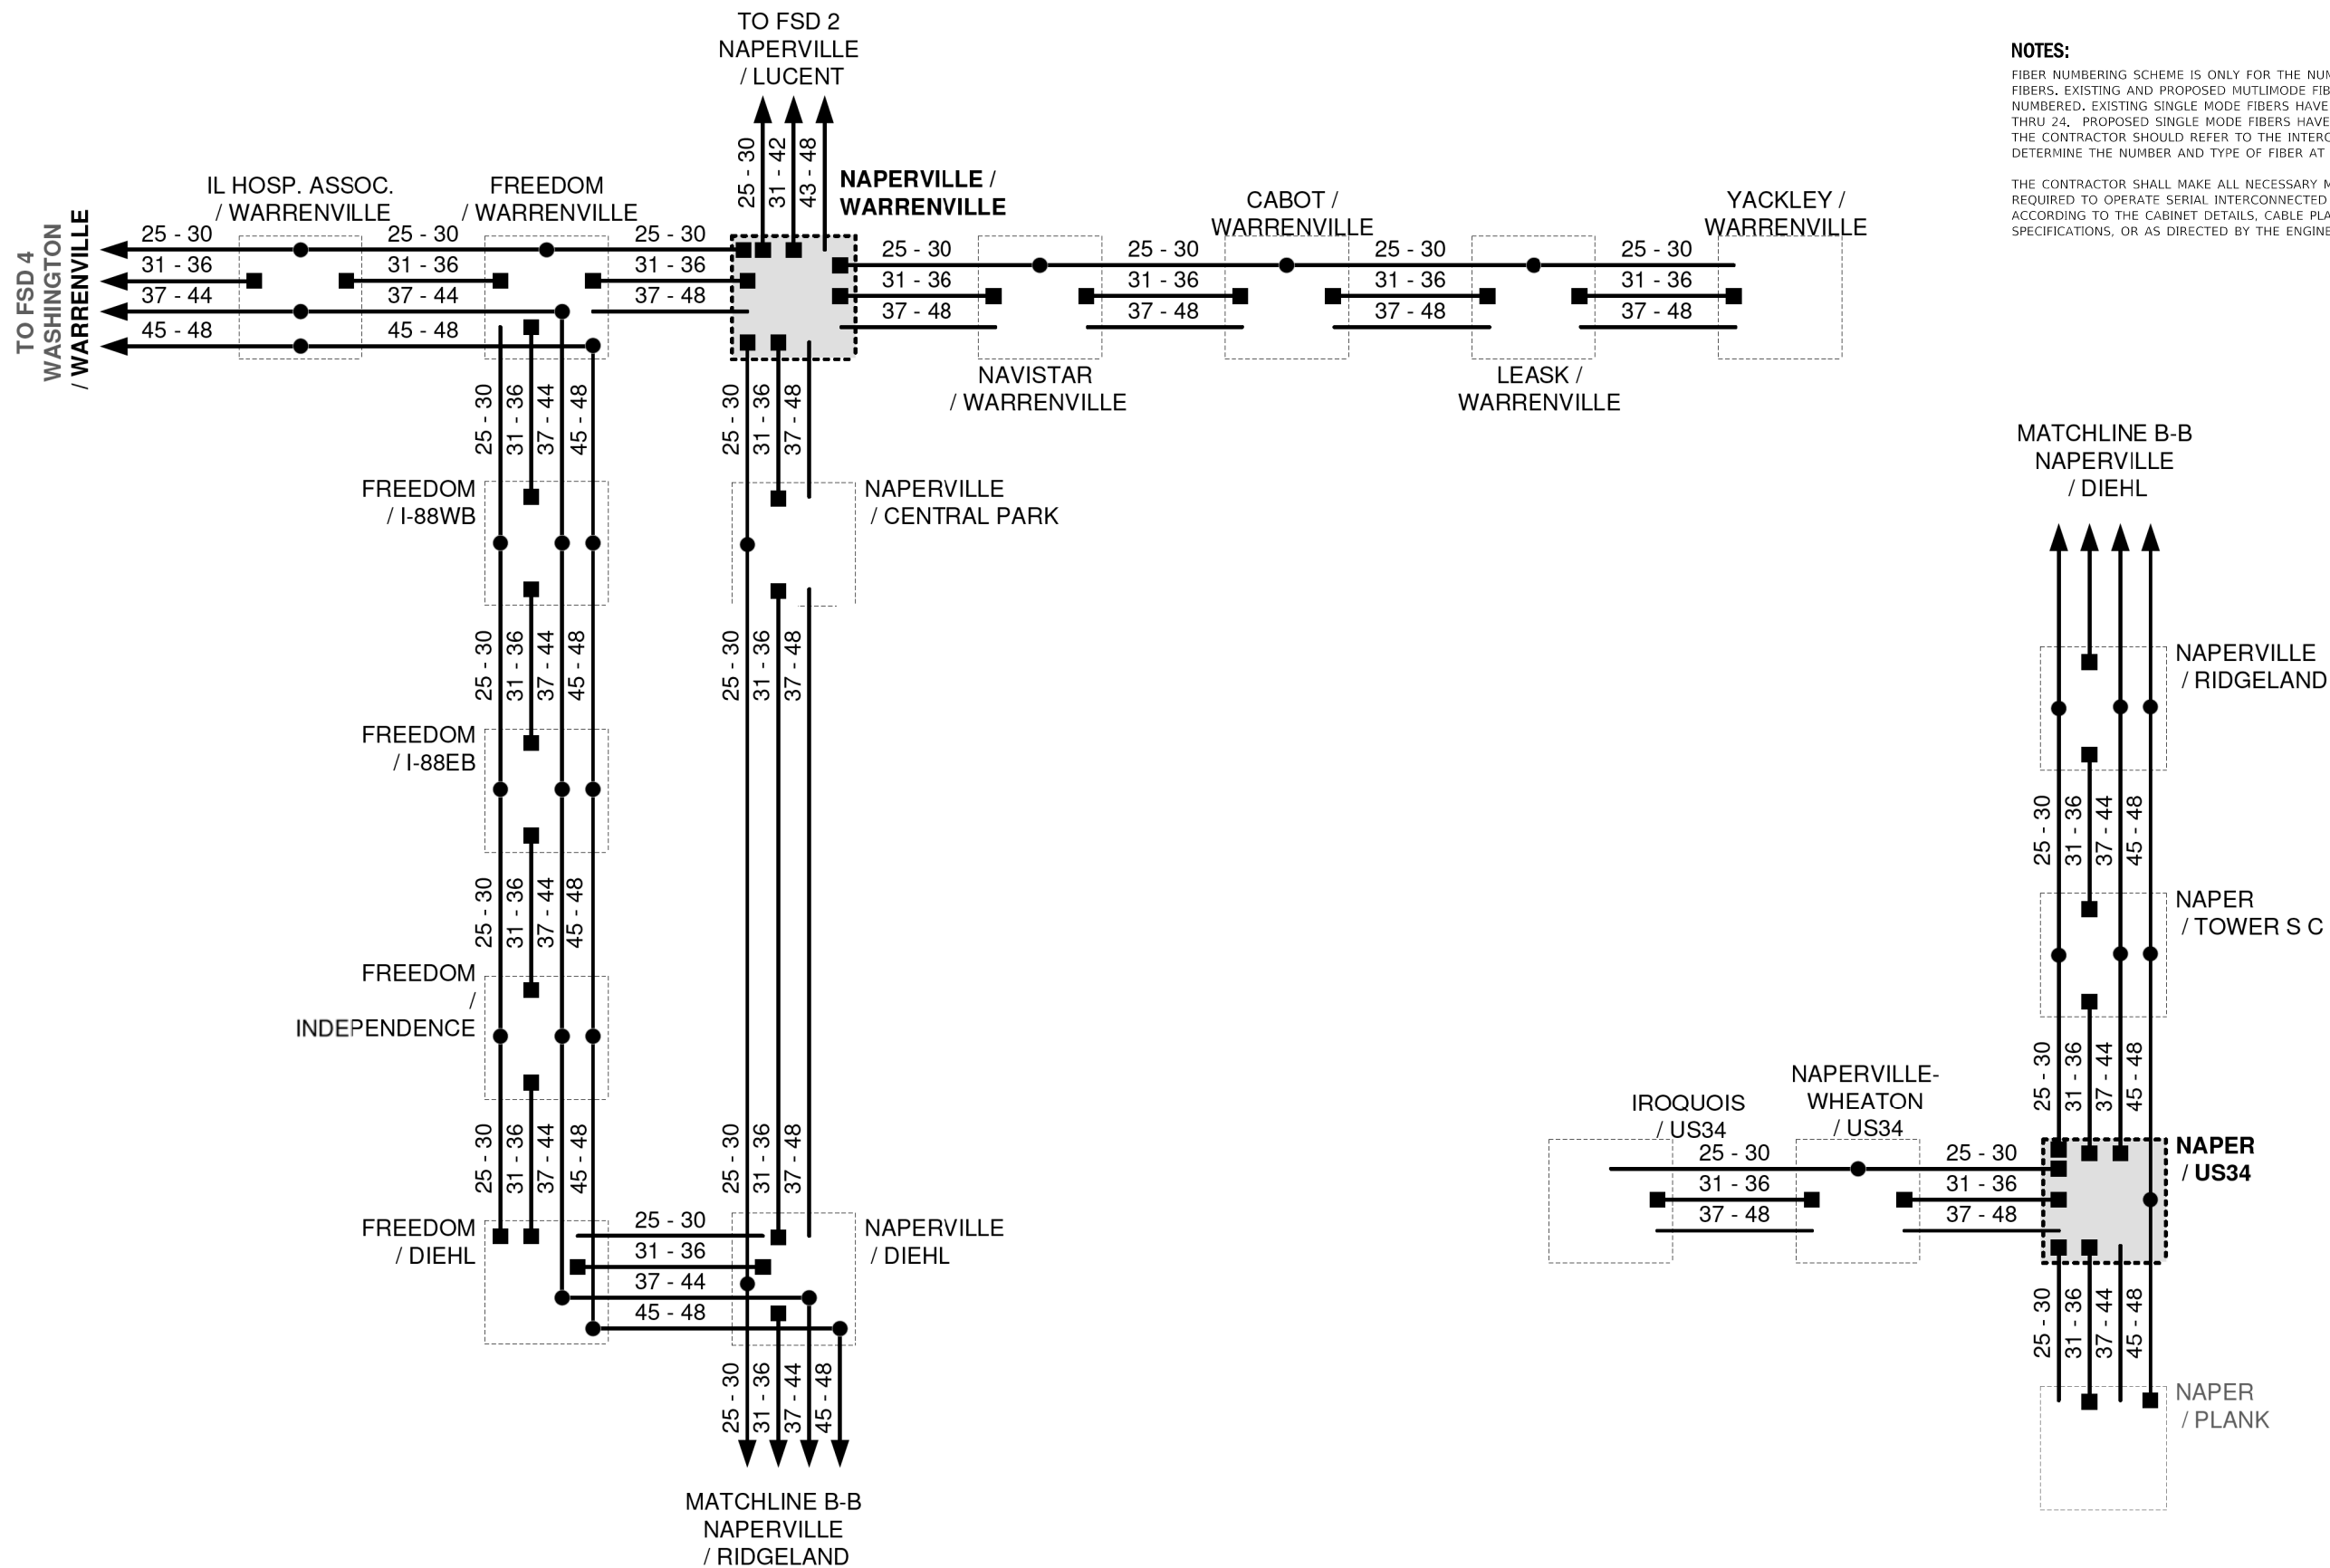 TO FSD 2
NAPERVILLE
/ LUCENT
25 - 30
31 - 42
43 - 48
NOTES:
FIBER NUMBERING SCHEME IS ONLY FOR THE
FIBERS. EXISTING AND PROPOSED MUTLIMODE
NUMBERED. EXISTING SINGLE MODE FIBERS HAVE
THRU 24. PROPOSED SINGLE MODE FIBERS HAVE
THE CONTRACTOR SHOULD REFER TO THE
DETERMINE THE NUMBER AND TYPE OF FIBER AT
THE CONTRACTOR SHALL MAKE ALL NECESSARY
REQUIRED TO OPERATE SERIAL INTERCONNECTED
ACCORDING TO THE CABINET DETAILS, CABLE
SPECIFICATIONS, OR AS DIRECTED BY THE
TO FSD 4
WASHINGTON
/ WARRENVILLE
IL HOSP. ASSOC.
/ WARRENVILLE
FREEDOM
/ WARRENVILLE
NAPERVILLE /
WARRENVILLE
CABOT /
WARRENVILLE
YACKLEY /
WARRENVILLE
25 - 30
31 - 36
37 - 44
45 - 48
25 - 30
31 - 36
37 - 44
45 - 48
25 - 30
31 - 36
37 - 48
25 - 30
31 - 36
37 - 48
25 - 30
31 - 36
37 - 48
25 - 30
31 - 36
37 - 48
25 - 30
31 - 36
37 - 48
NAVISTAR
/ WARRENVILLE
LEASK /
WARRENVILLE
25 - 30
31 - 36
37 - 44
45 - 48
25 - 30
31 - 36
37 - 48
FREEDOM
/ I-88WB
NAPERVILLE
/ CENTRAL PARK
25 - 30
31 - 36
37 - 44
45 - 48
25 - 30
31 - 36
37 - 48
FREEDOM
/ I-88EB
25 - 30
31 - 36
37 - 44
45 - 48
FREEDOM
/
INDEPENDENCE
25 - 30
31 - 36
37 - 44
45 - 48
25 - 30
31 - 36
37 - 48
FREEDOM
/ DIEHL
25 - 30
31 - 36
37 - 44
45 - 48
NAPERVILLE
/ DIEHL
25 - 30
31 - 36
37 - 44
45 - 48
MATCHLINE B-B
NAPERVILLE
/ RIDGELAND
MATCHLINE B-B
NAPERVILLE
/ DIEHL
NAPERVILLE
/ RIDGELAND
25 - 30
31 - 36
37 - 44
45 - 48
NAPER
/ TOWER S C
25 - 30
31 - 36
37 - 44
45 - 48
IROQUOIS
/ US34
NAPERVILLE-
WHEATON
/ US34
25 - 30
31 - 36
37 - 48
25 - 30
31 - 36
37 - 48
NAPER
/ US34
25 - 30
31 - 36
37 - 44
45 - 48
NAPER
/ PLANK